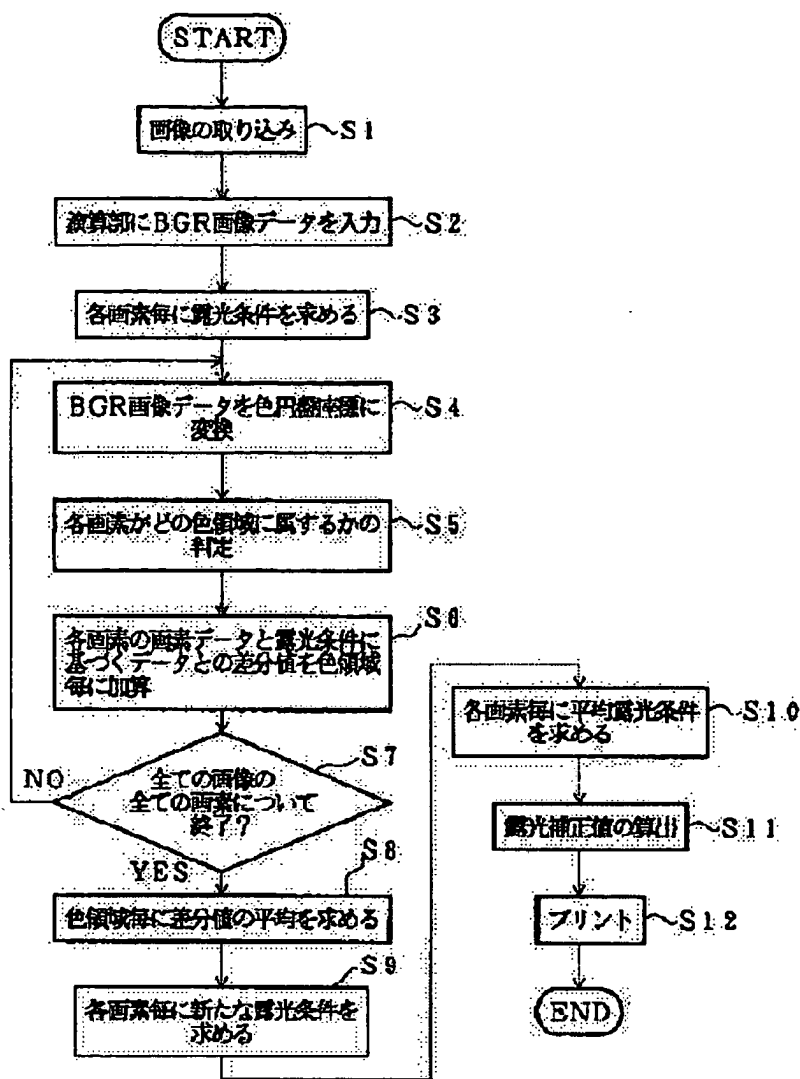 START
画像の取り込み
S1
演算部にBGR画像データを入力
S2
各画素毎に露光条件を求める
S3
BGR画像データを色円盤座標に
変換
S4
各画素がどの色領域に属するかの
判定
S5
各画素の画素データと露光条件に
基づくデータとの差分値を色領域
毎に加算
S6
全ての画像の
全ての画素について
終了?
S7
NO
YES
色領域毎に差分値の平均を求める
S8
各画素毎に新たな露光条件を
求める
S9
各画素毎に平均露光条件
を求める
S10
露光補正値の算出
S11
プリント
S12
END